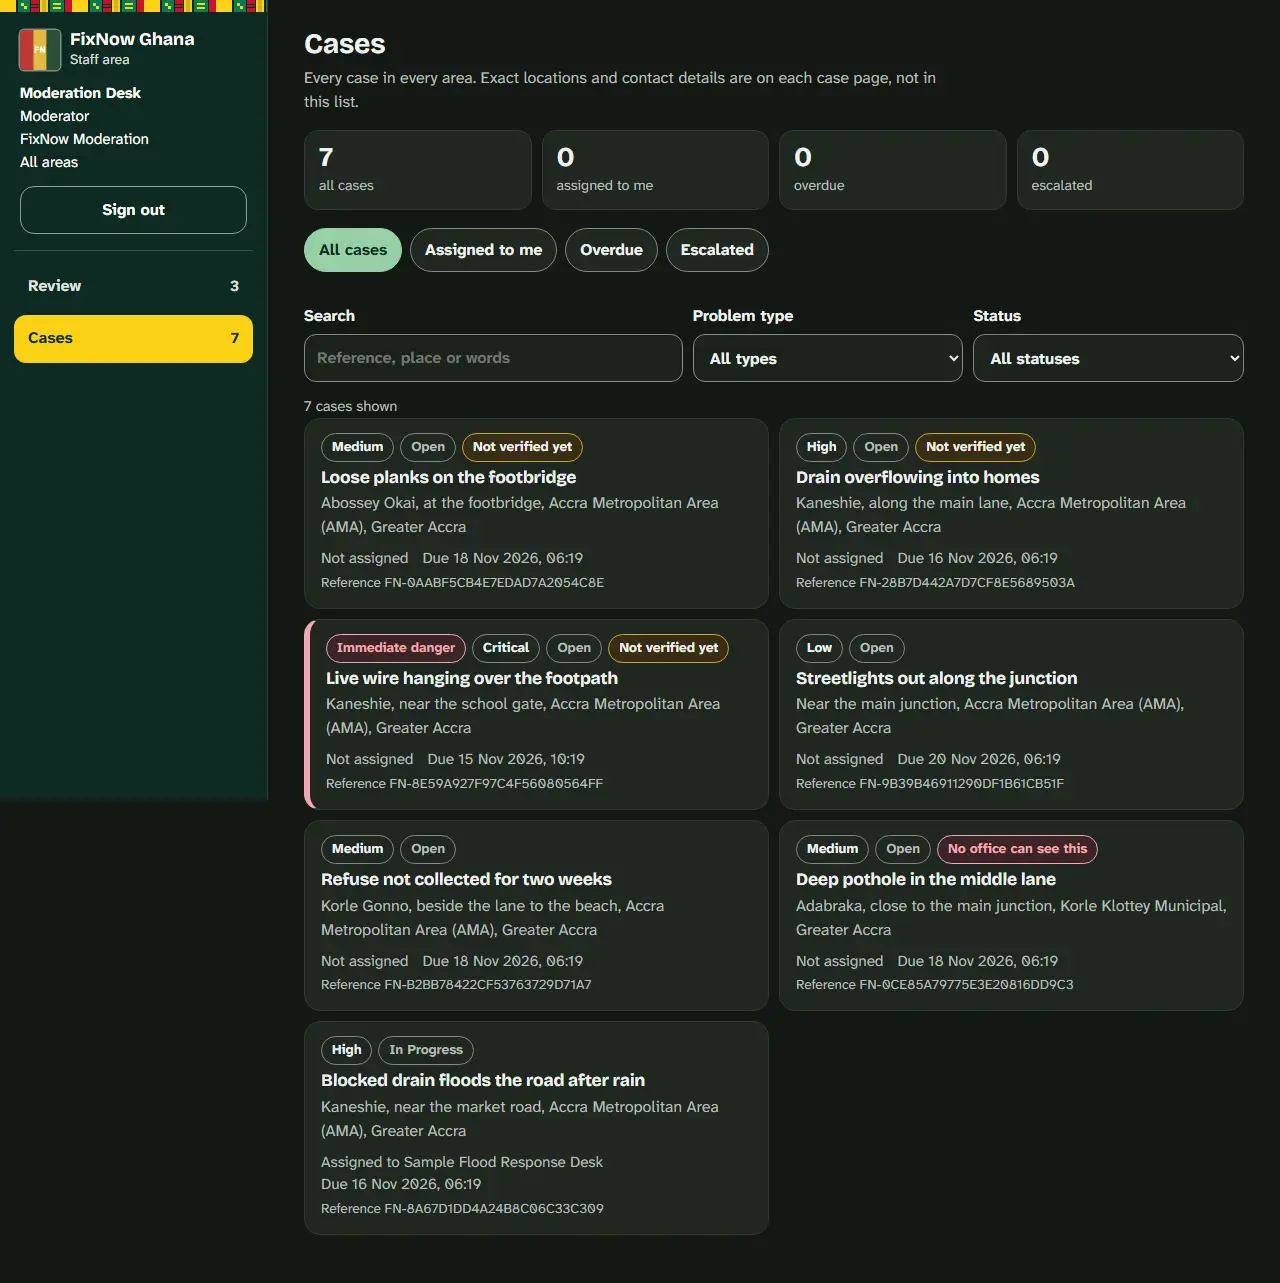 FN
FixNow Ghana
Staff area
Moderation Desk
Moderator
FixNow Moderation
All areas
Sign out
Review 3
Cases 7
Cases
Every case in every area. Exact locations and contact details are on each case page, not in
this list.
7
all cases
0
assigned to me
0
overdue
0
escalated
All cases
Assigned to me
Overdue
Escalated
Search
Reference, place or words
Problem type
All types
Status
All statuses
7 cases shown
Medium Open Not verified yet
Loose planks on the footbridge
Abossey Okai, at the footbridge, Accra Metropolitan Area
(AMA), Greater Accra
Not assigned Due 18 Nov 2026, 06:19
Reference FN-0AABF5CB4E7EDAD7A2054C8E
High Open Not verified yet
Drain overflowing into homes
Kaneshie, along the main lane, Accra Metropolitan Area
(AMA), Greater Accra
Not assigned Due 16 Nov 2026, 06:19
Reference FN-28B7D442A7D7CF8E5689503A
Immediate danger Critical Open Not verified yet
Live wire hanging over the footpath
Kaneshie, near the school gate, Accra Metropolitan Area
(AMA), Greater Accra
Not assigned Due 15 Nov 2026, 10:19
Reference FN-8E59A927F97C4F56080564FF
Low Open
Streetlights out along the junction
Near the main junction, Accra Metropolitan Area (AMA),
Greater Accra
Not assigned Due 20 Nov 2026, 06:19
Reference FN-9B39B46911290DF1B61CB51F
Medium Open
Refuse not collected for two weeks
Korle Gonno, beside the lane to the beach, Accra
Metropolitan Area (AMA), Greater Accra
Not assigned Due 18 Nov 2026, 06:19
Reference FN-B2BB78422CF53763729D71A7
Medium Open No office can see this
Deep pothole in the middle lane
Adabraka, close to the main junction, Korle Klottey Municipal,
Greater Accra
Not assigned Due 18 Nov 2026, 06:19
Reference FN-0CE85A79775E3E20816DD9C3
High In Progress
Blocked drain floods the road after rain
Kaneshie, near the market road, Accra Metropolitan Area
(AMA), Greater Accra
Assigned to Sample Flood Response Desk
Due 16 Nov 2026, 06:19
Reference FN-8A67D1DD4A24B8C06C33C309